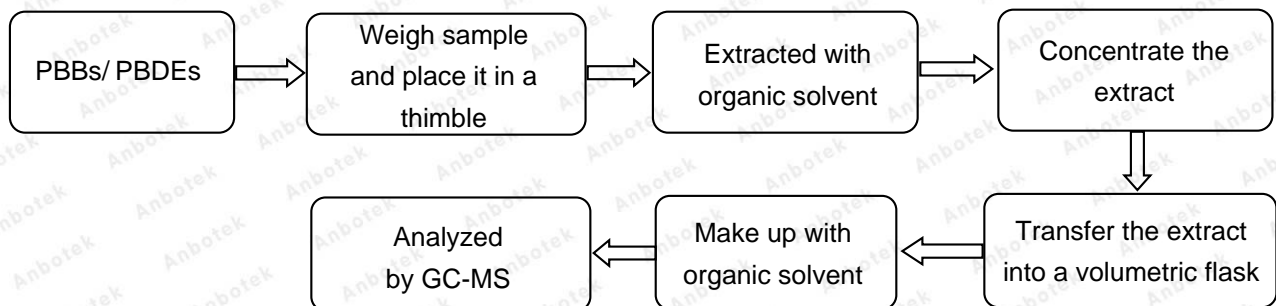 PBBs/ PBDEs
Weigh sample
and place it in a
thimble
Extracted with
organic solvent
Concentrate the
extract
Transfer the extract
into a volumetric flask
Make up with
organic solvent
Analyzed
by GC-MS
Anbotek